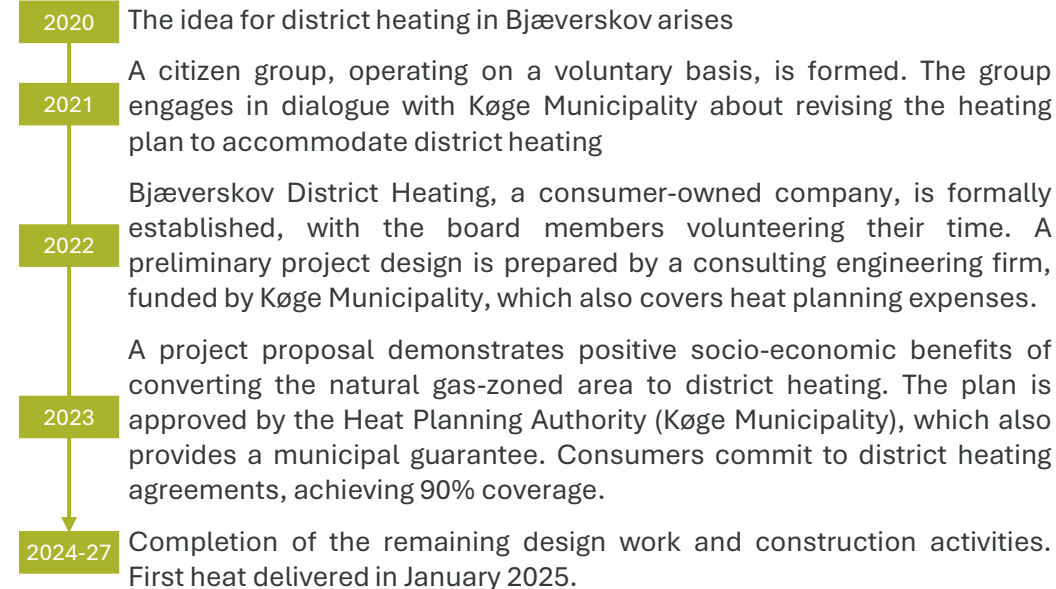 2020
The idea for district heating in Bjæverskov arises
2021
A citizen group, operating on a voluntary basis, is formed. The group
engages in dialogue with Køge Municipality about revising the heating
plan to accommodate district heating
2022
Bjæverskov District Heating, a consumer-owned company, is formally
established, with the board members volunteering their time. A
preliminary project design is prepared by a consulting engineering firm,
funded by Køge Municipality, which also covers heat planning expenses.
2023
A project proposal demonstrates positive socio-economic benefits of
converting the natural gas-zoned area to district heating. The plan is
approved by the Heat Planning Authority (Køge Municipality), which also
provides a municipal guarantee. Consumers commit to district heating
agreements, achieving 90% coverage.
2024-27
Completion of the remaining design work and construction activities.
First heat delivered in January 2025.